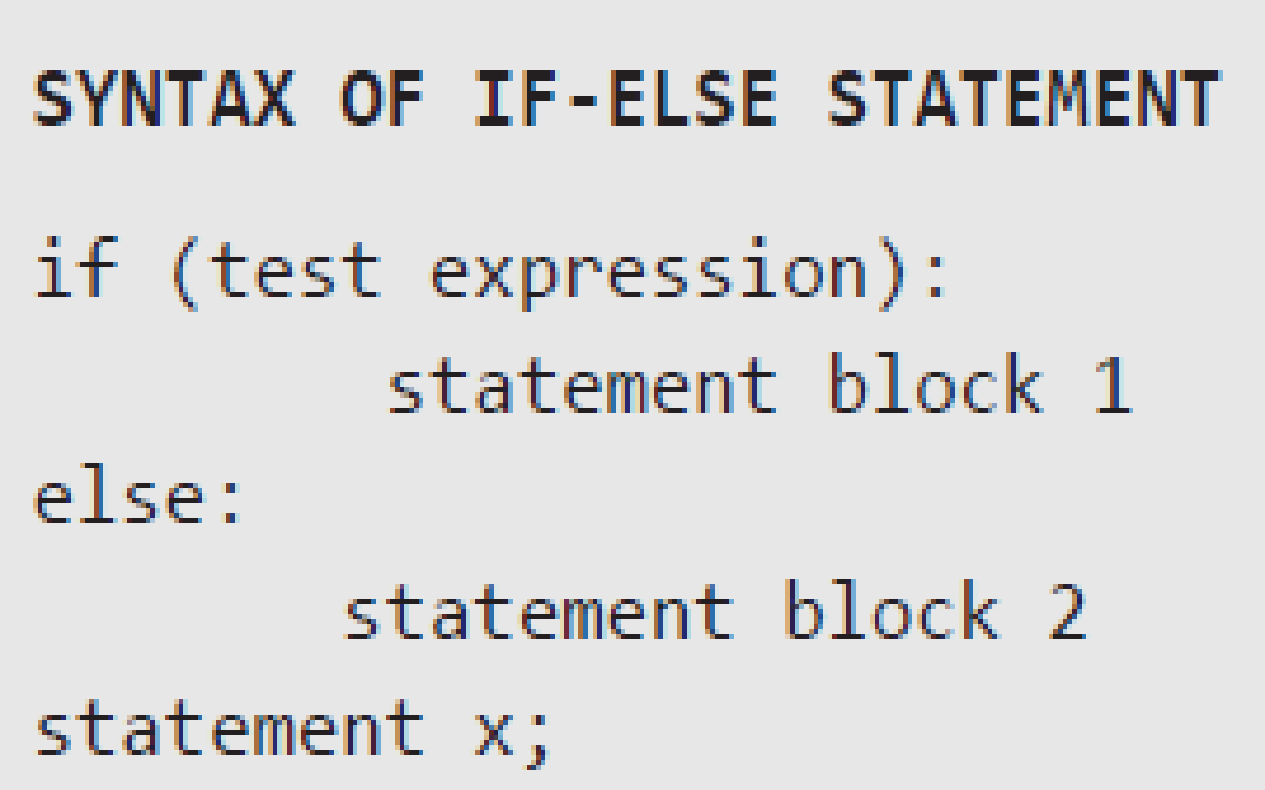 SYNTAX OF IF-ELSE STATEMENT
if (test expression):
statement block 1
else:
statement block 2
statement x;